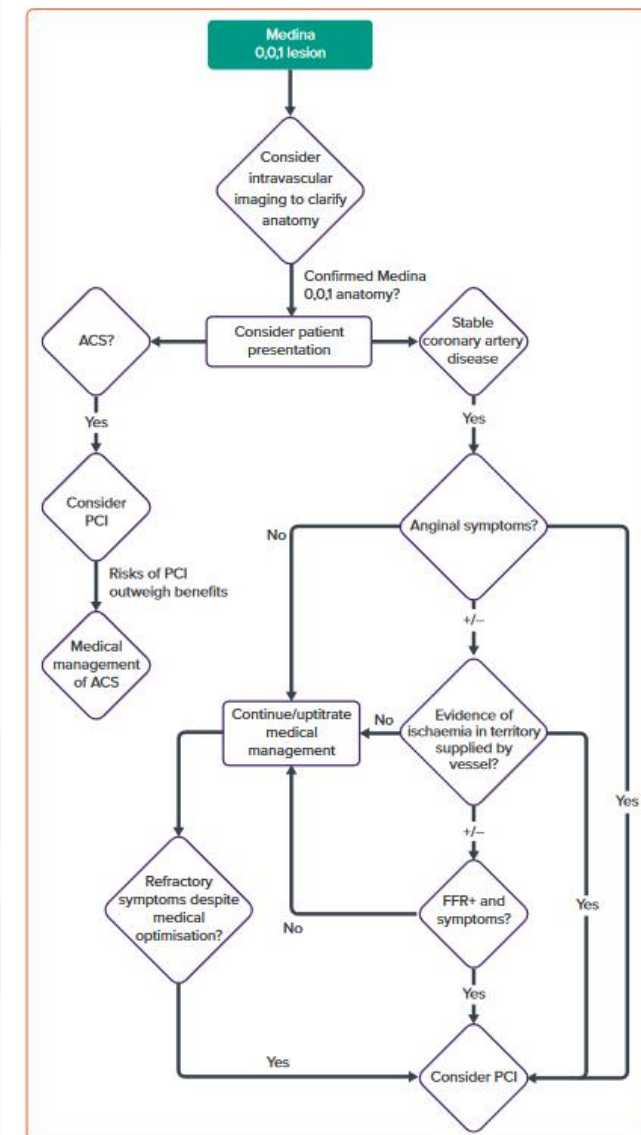 Medina
0,0,1 lesion
Consider
intravascular
imaging to clarify
anatomy
Confirmed Medina
0,0,1 anatomy?
ACS?
Consider patient
presentation
Stable
coronary artery
disease
Yes
Yes
Consider
PCI
Anginal symptoms?
No
Risks of PCI
outweigh benefits
+/–
Medical
management
of ACS
Continue/uptitrate
medical
management
No
Evidence of
ischaemia in territory
supplied by
vessel?
Yes
+/–
Refractory
symptoms despite
medical
optimisation?
FFR+ and
symptoms?
Yes
No
Yes
Yes
Consider PCI